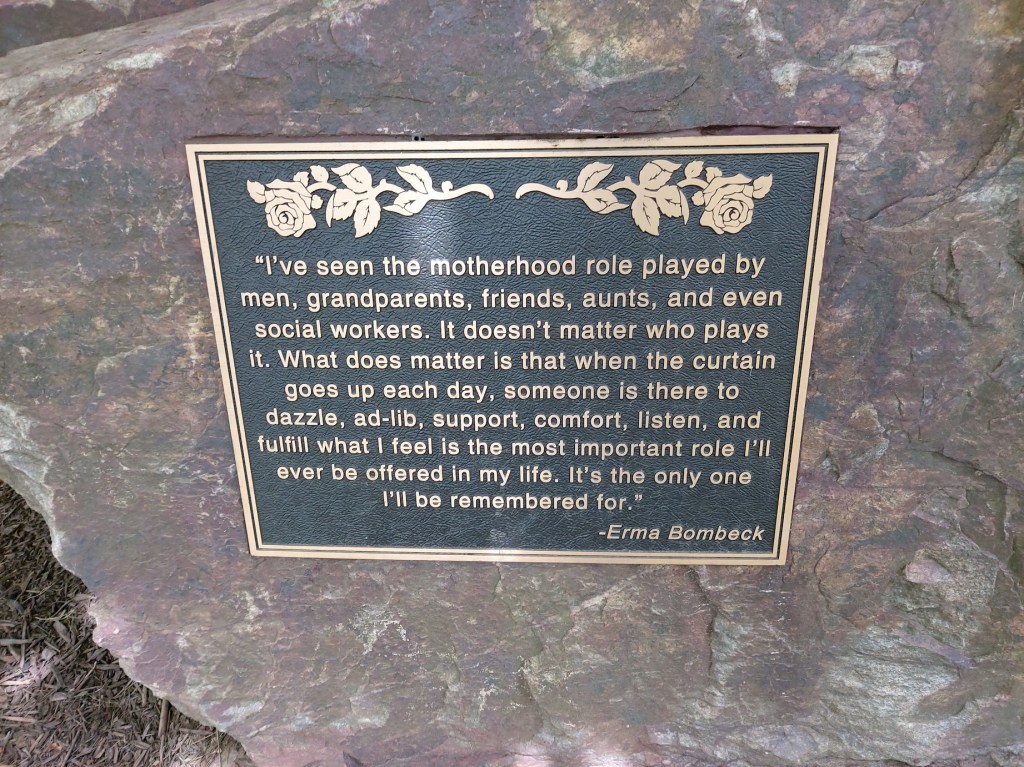 “I’ve seen the motherhood role played by
men, grandparents, friends, aunts, and even
social workers. It doesn’t matter who plays
it. What does matter is that when the curtain
goes up each day, someone is there to
dazzle, ad-lib, support, comfort, listen, and
fulfill what I feel is the most important role I’ll
ever be offered in my life. It’s the only one
I’ll be remembered for.”
-Erma Bombeck